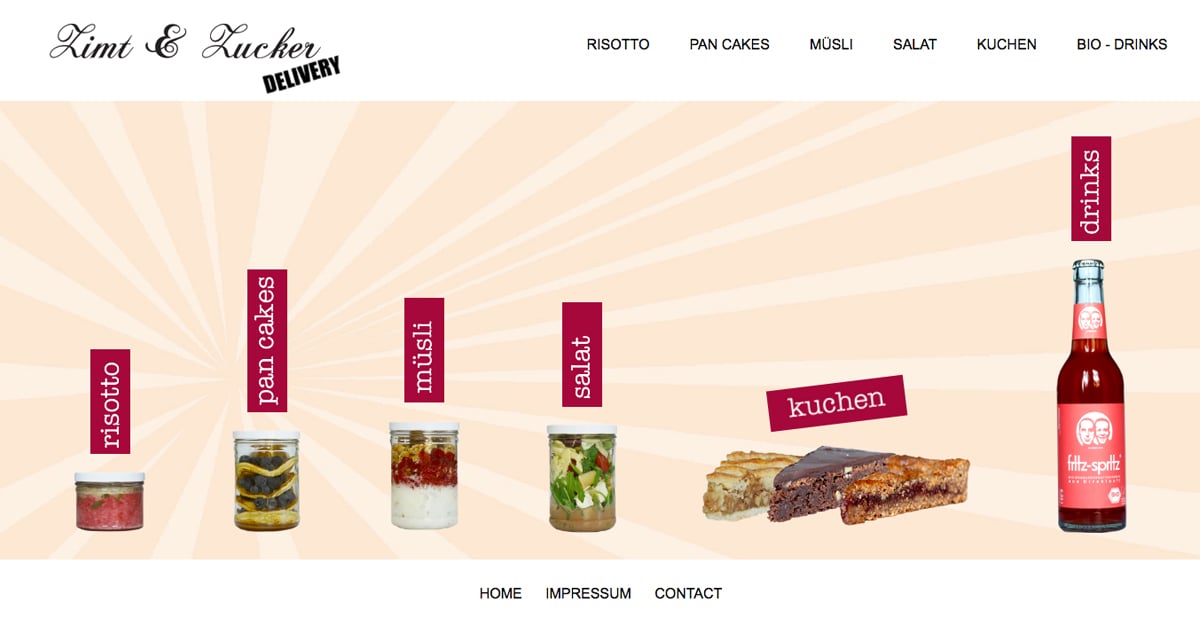 Zimt & Zucker
DELIVERY
RISOTTO PAN CAKES MÜSLI SALAT KUCHEN BIO - DRINKS
risotto
pan cakes
müsli
salat
kuchen
drinks
fritz-spritz
BIO
HOME IMPRESSUM CONTACT